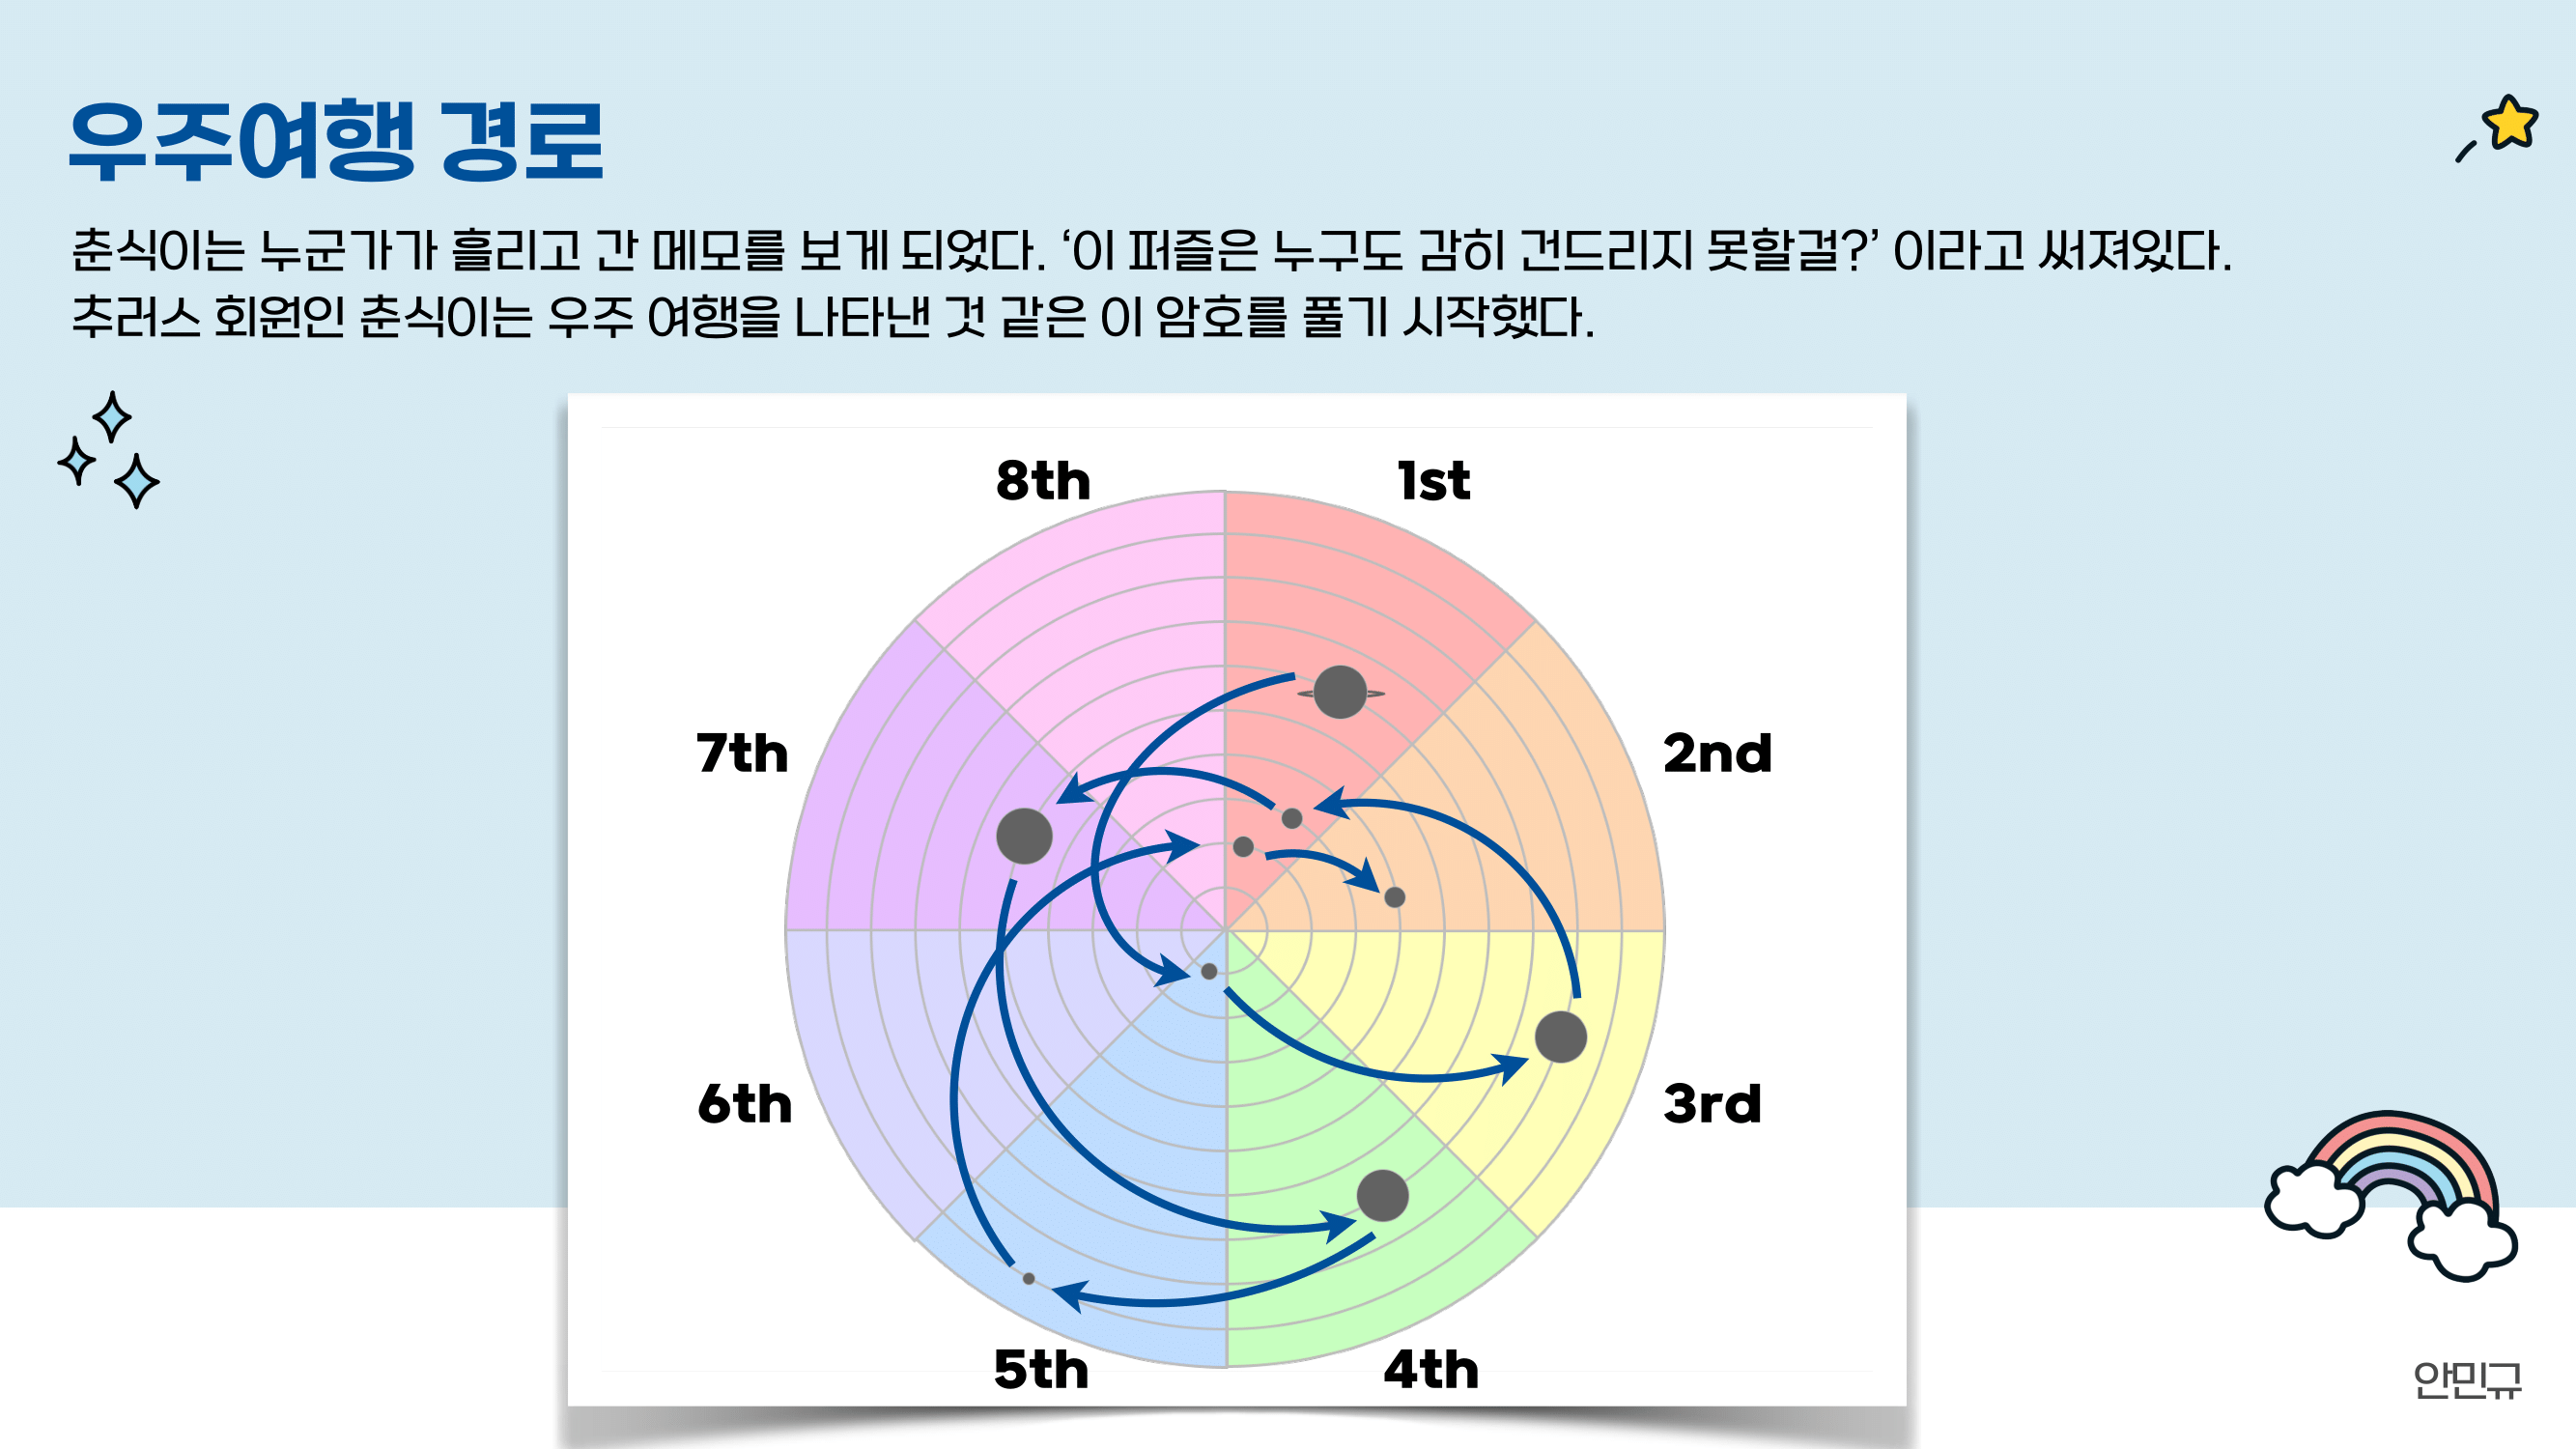 우주여행 경로
춘식이는 누군가가 흘리고 간 메모를 보게 되었다. ‘이 퍼즐은 누구도 감히 건드리지 못할걸?’ 이라고 써져있다.
추러스 회원인 춘식이는 우주 여행을 나타낸 것 같은 이 암호를 풀기 시작했다.
8th
1st
7th
2nd
6th
3rd
5th
4th
안민규